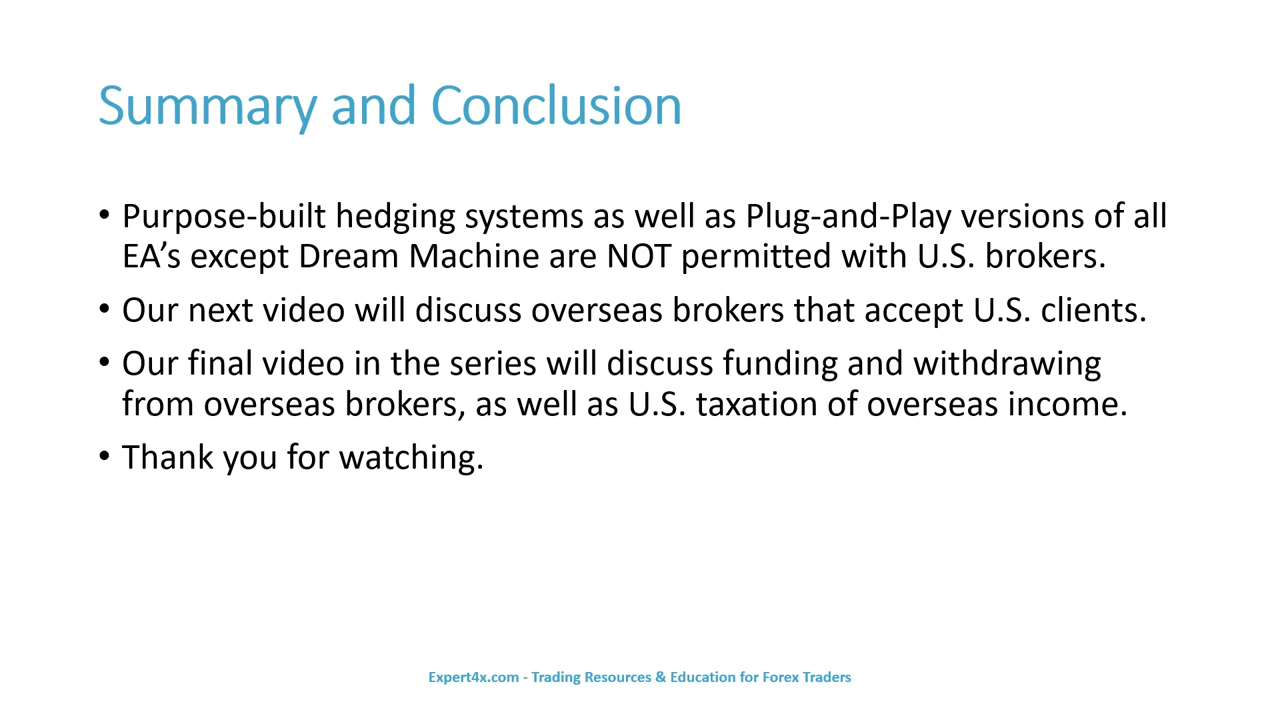 Summary and Conclusion
• Purpose-built hedging systems as well as Plug-and-Play versions of all
EA’s except Dream Machine are NOT permitted with U.S. brokers.
• Our next video will discuss overseas brokers that accept U.S. clients.
• Our final video in the series will discuss funding and withdrawing
from overseas brokers, as well as U.S. taxation of overseas income.
• Thank you for watching.
Expert4x.com - Trading Resources & Education for Forex Traders